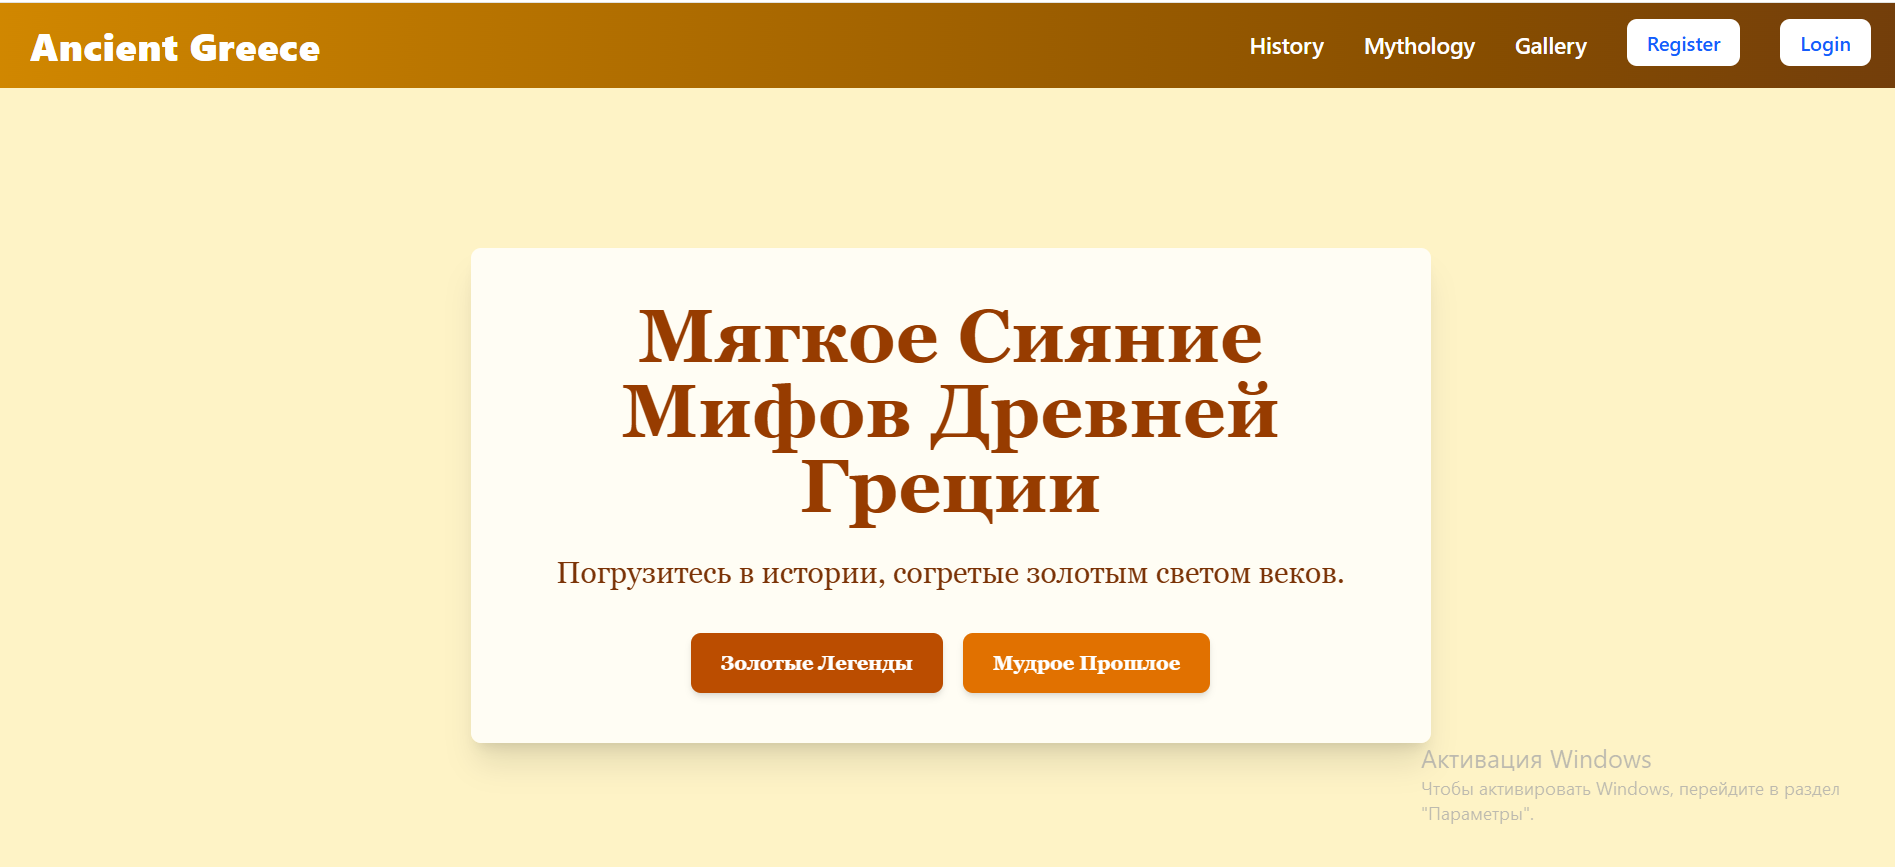 Ancient Greece
History Mythology Gallery Register Login
Мягкое Сияние
Мифов Древней
Греции
Погрузитесь в истории, согретые золотым светом веков.
Золотые Легенды Мудрое Прошлое
Активация Windows
Чтобы активировать Windows, перейдите в раздел
"Параметры".